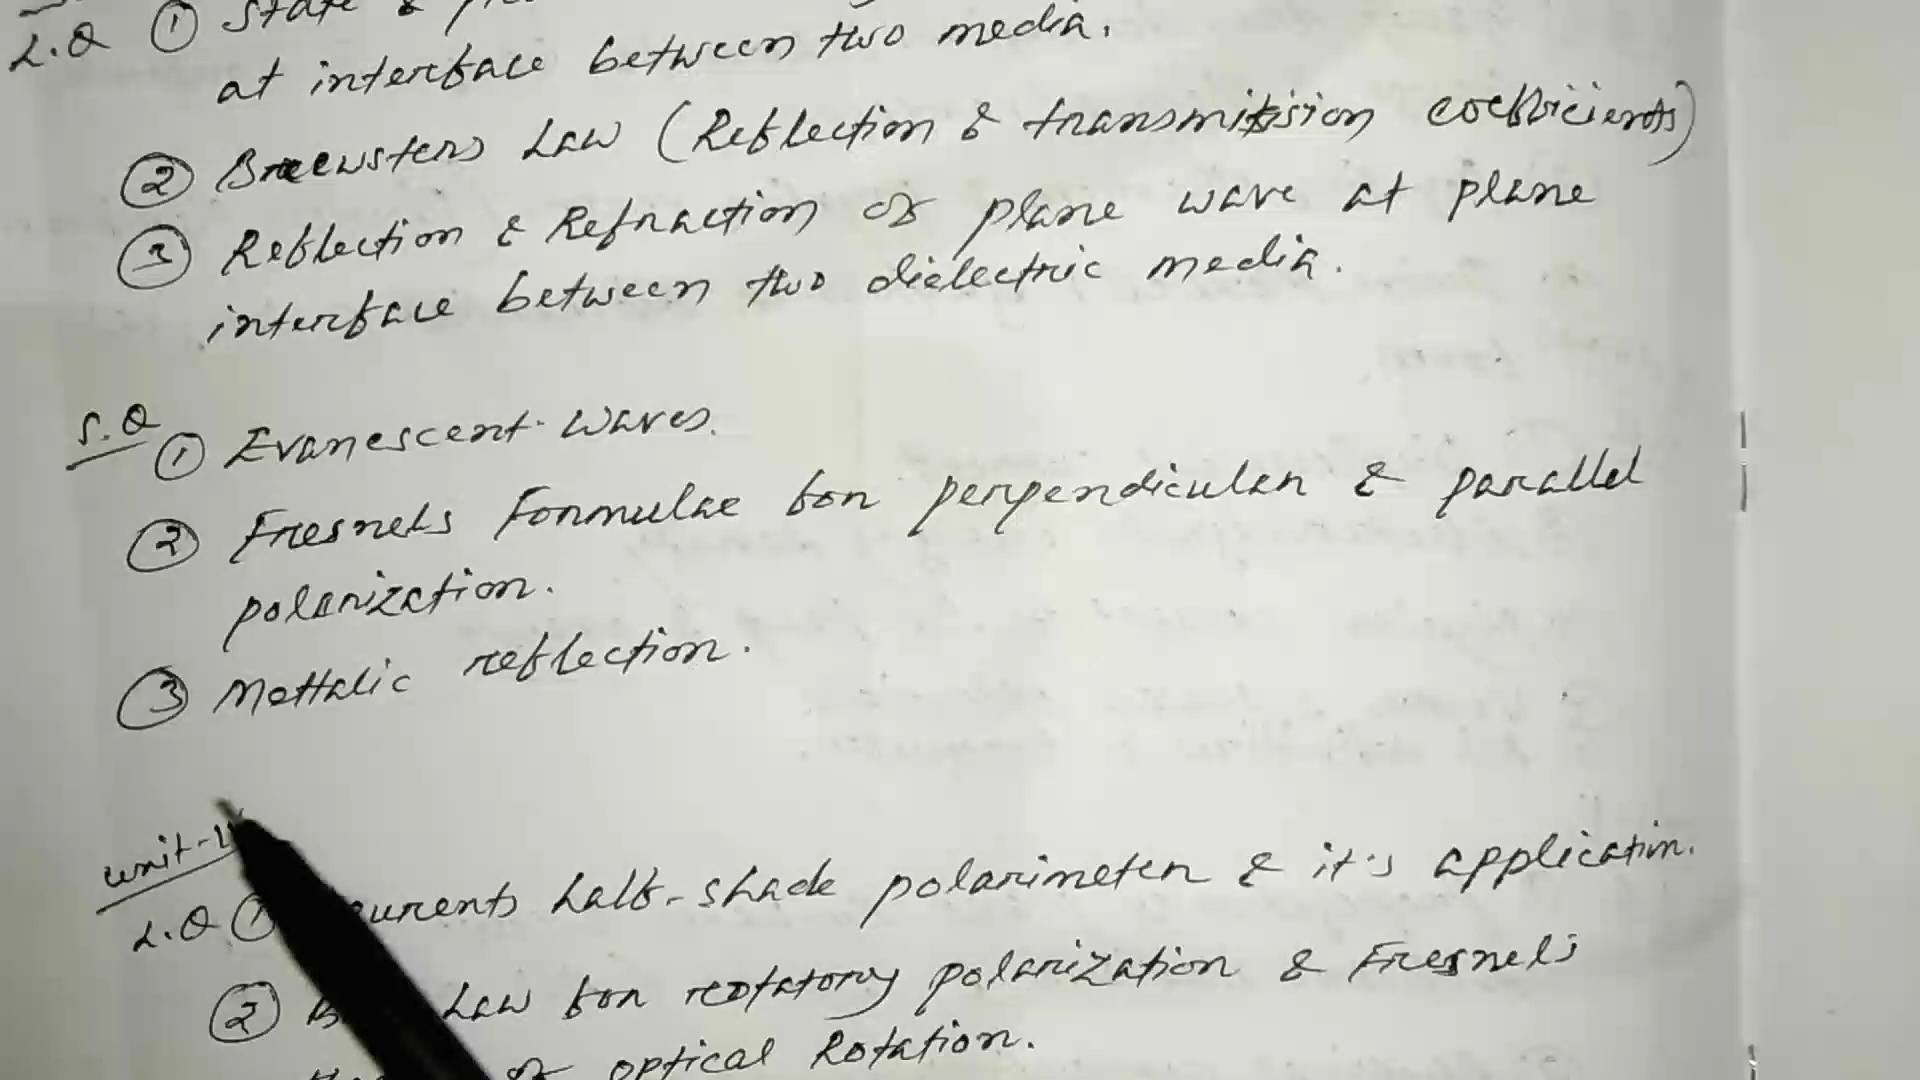 L.Q ① State &
at interface between two media.
② Brewsters Law (Reflection & transmission coefficients)
③ Reflection & Refraction of plane wave at plane
interface between two dielectric media.
S.Q
① Evanescent waves.
② Fresnels Formulae for perpendicular & parallel
polarization.
③ Mettalic reflection.
unit-
L.Q ① half-shade polarimeter & it's application.
② Law for rotatory polarization & Fresnels
of optical Rotation.